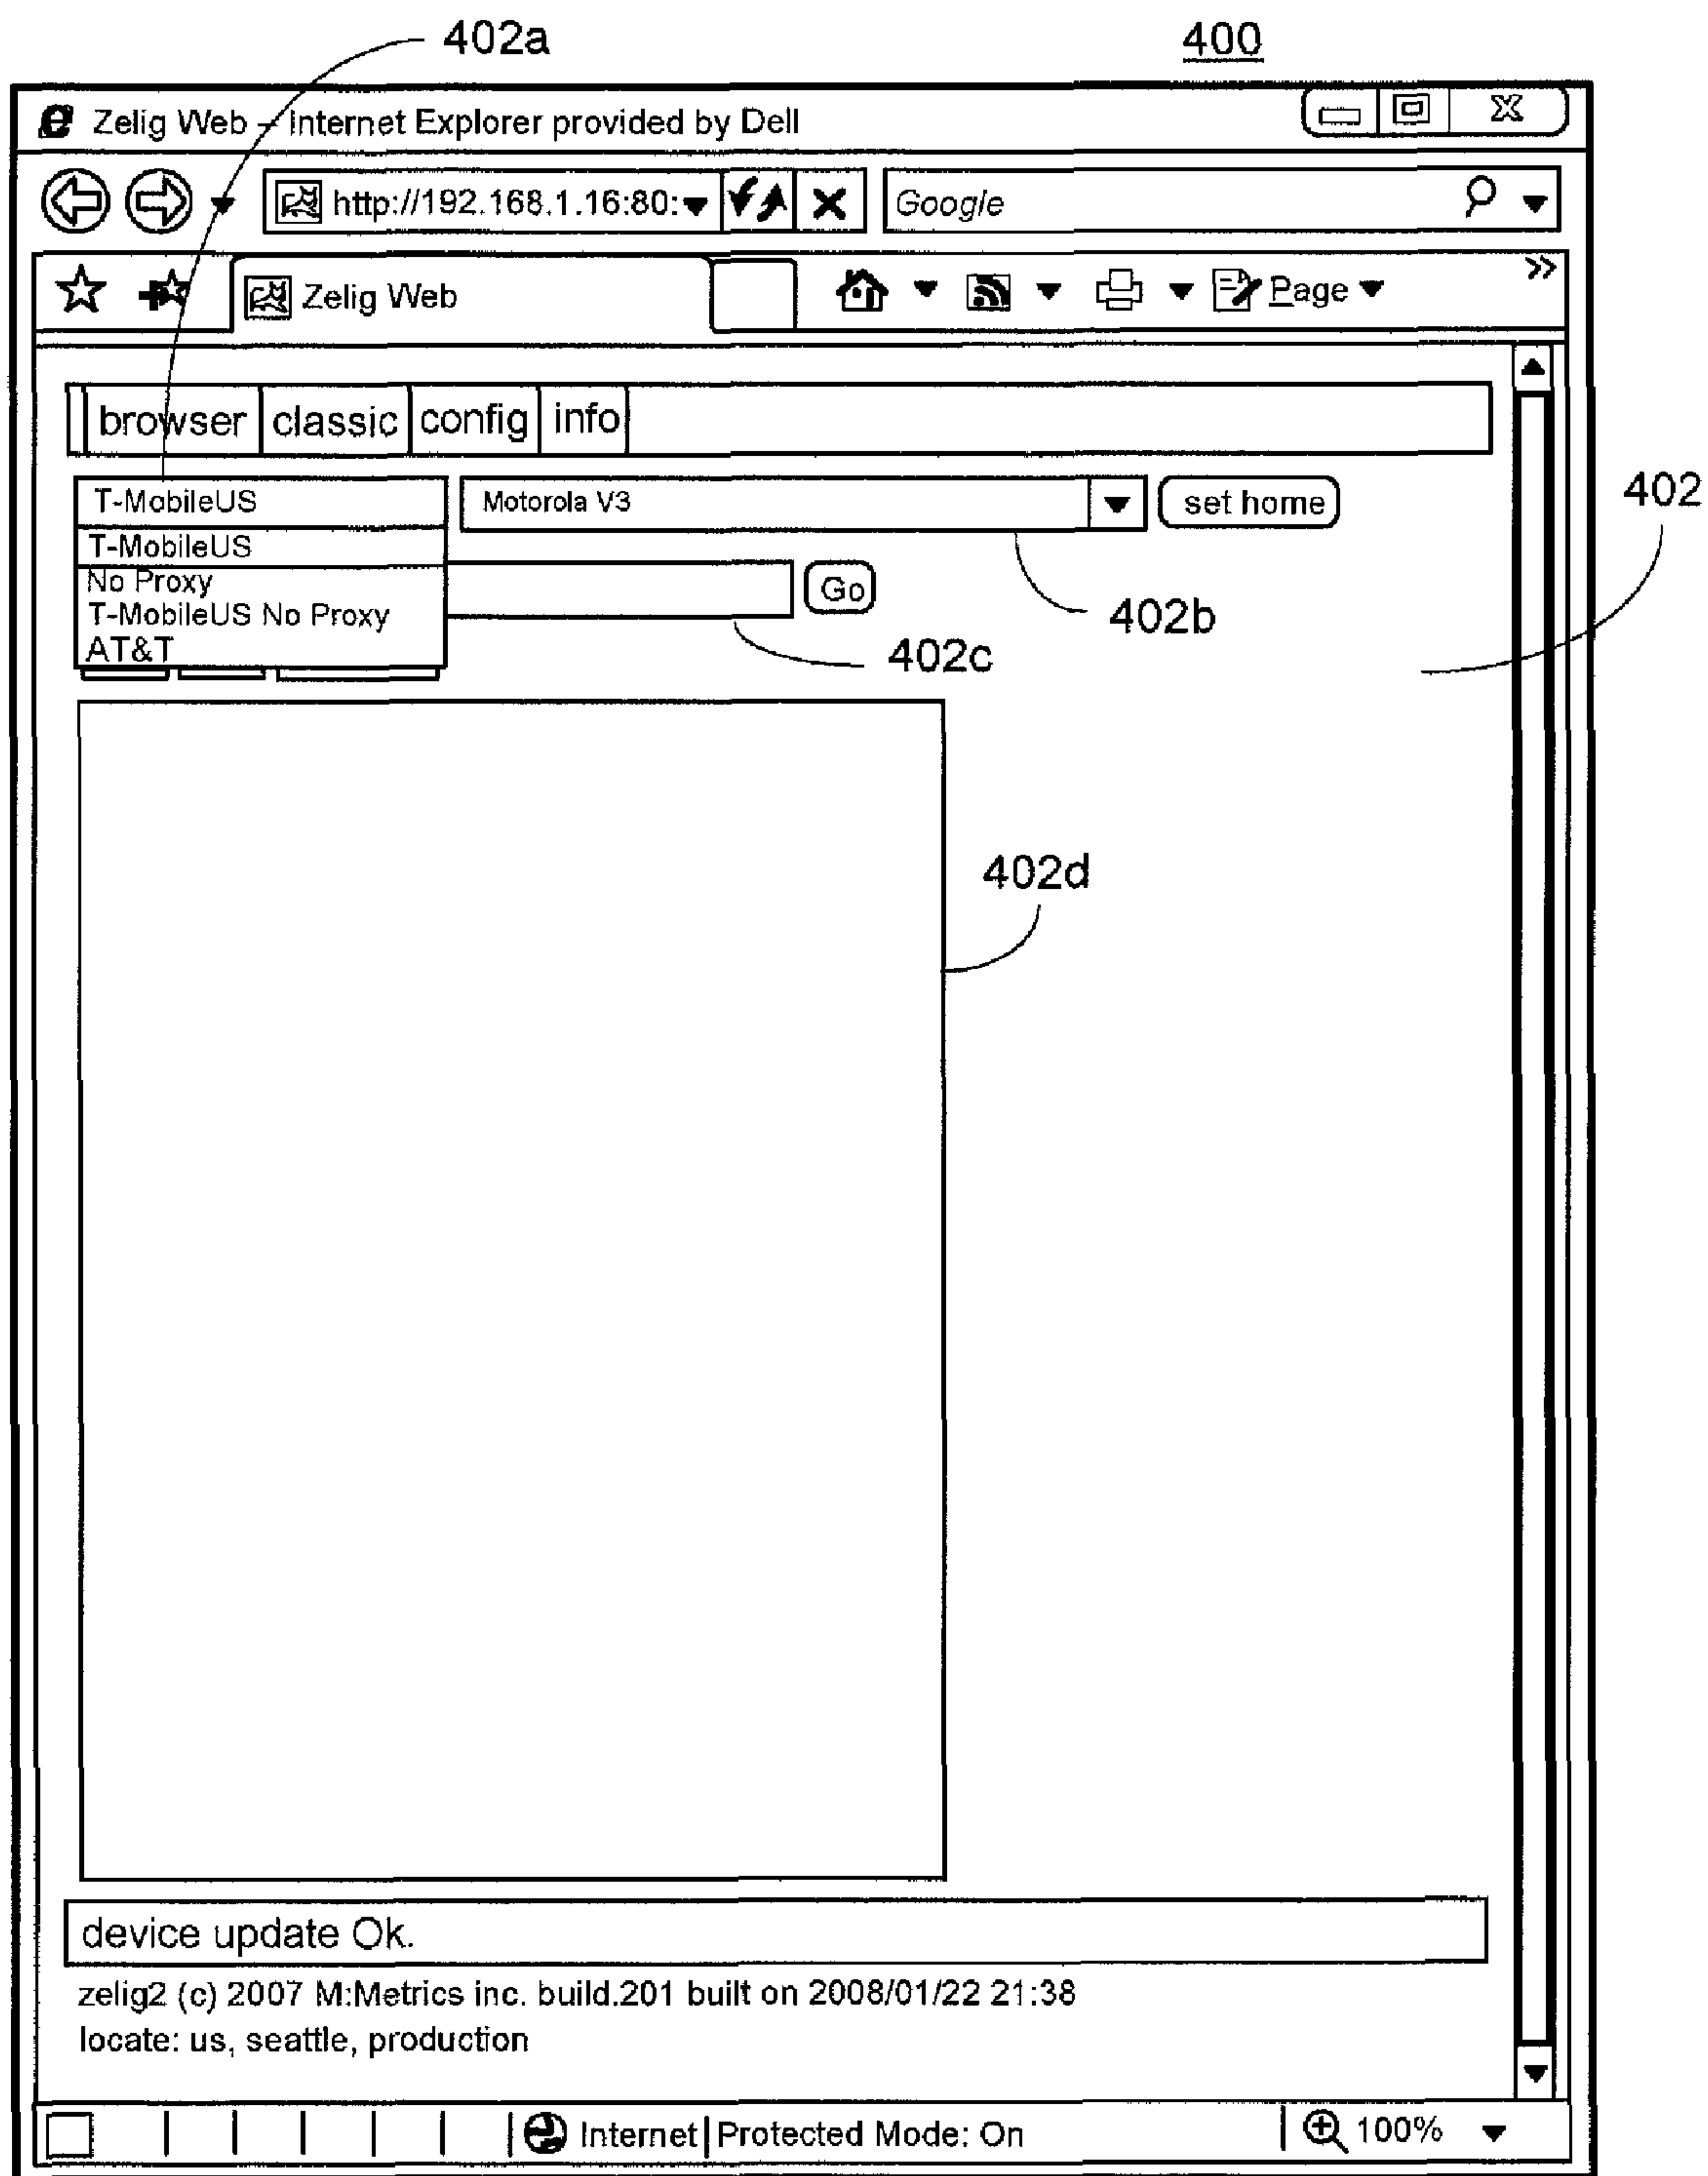 402a
400
Zelig Web – Internet Explorer provided by Dell
http://192.168.1.16:80:
Google
Zelig Web
Page
browser classic config info
T-MobileUS
Motorola V3
set home
402
T-MobileUS
No Proxy
T-MobileUS No Proxy
AT&T
Go
402b
402c
402d
device update Ok.
zelig2 (c) 2007 M:Metrics inc. build.201 built on 2008/01/22 21:38
locate: us, seattle, production
Internet Protected Mode: On
100%